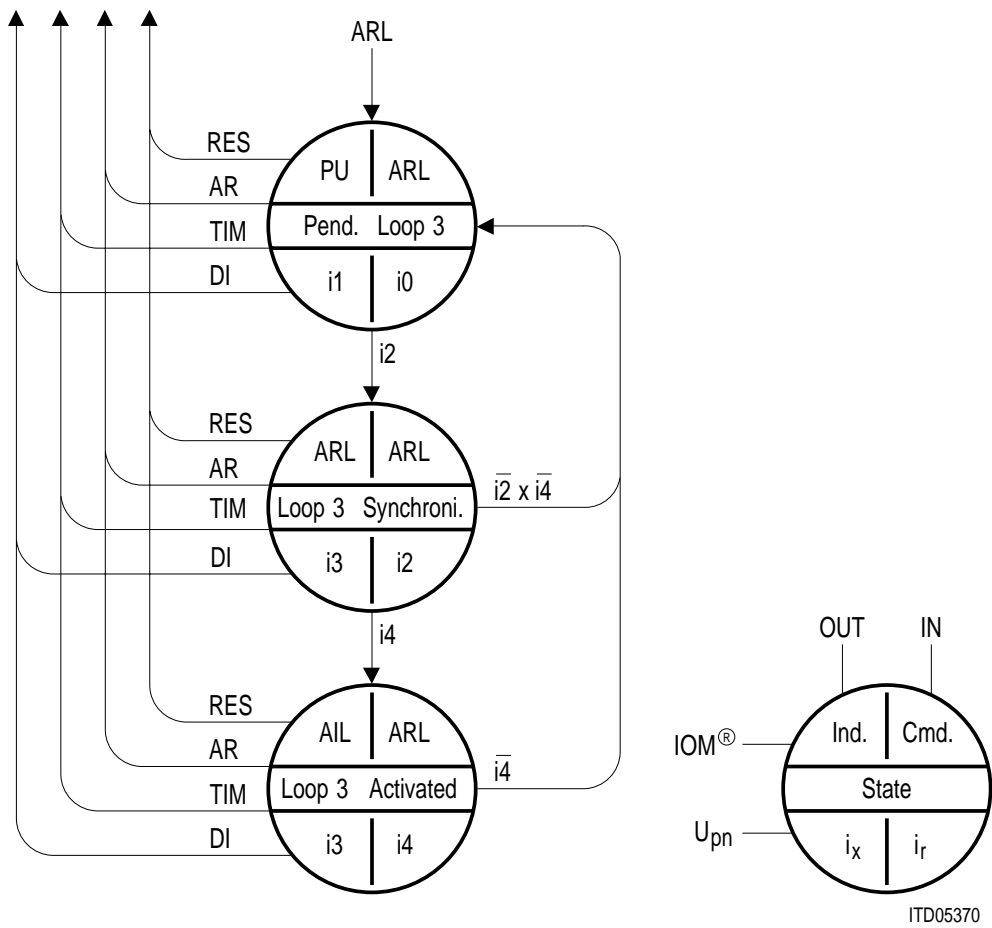 ARL
RES
PU ARL
AR
Pend. Loop 3
TIM
DI
i1 i0
i2
RES
ARL ARL
AR
i2̅ x i4̅
TIM
Loop 3 Synchroni.
DI
i3 i2
i4
OUT IN
RES
AIL ARL
Ind. Cmd.
IOM®
AR
i4̅
TIM
Loop 3 Activated
State
DI
i3 i4
Upn
ix ir
ITD05370